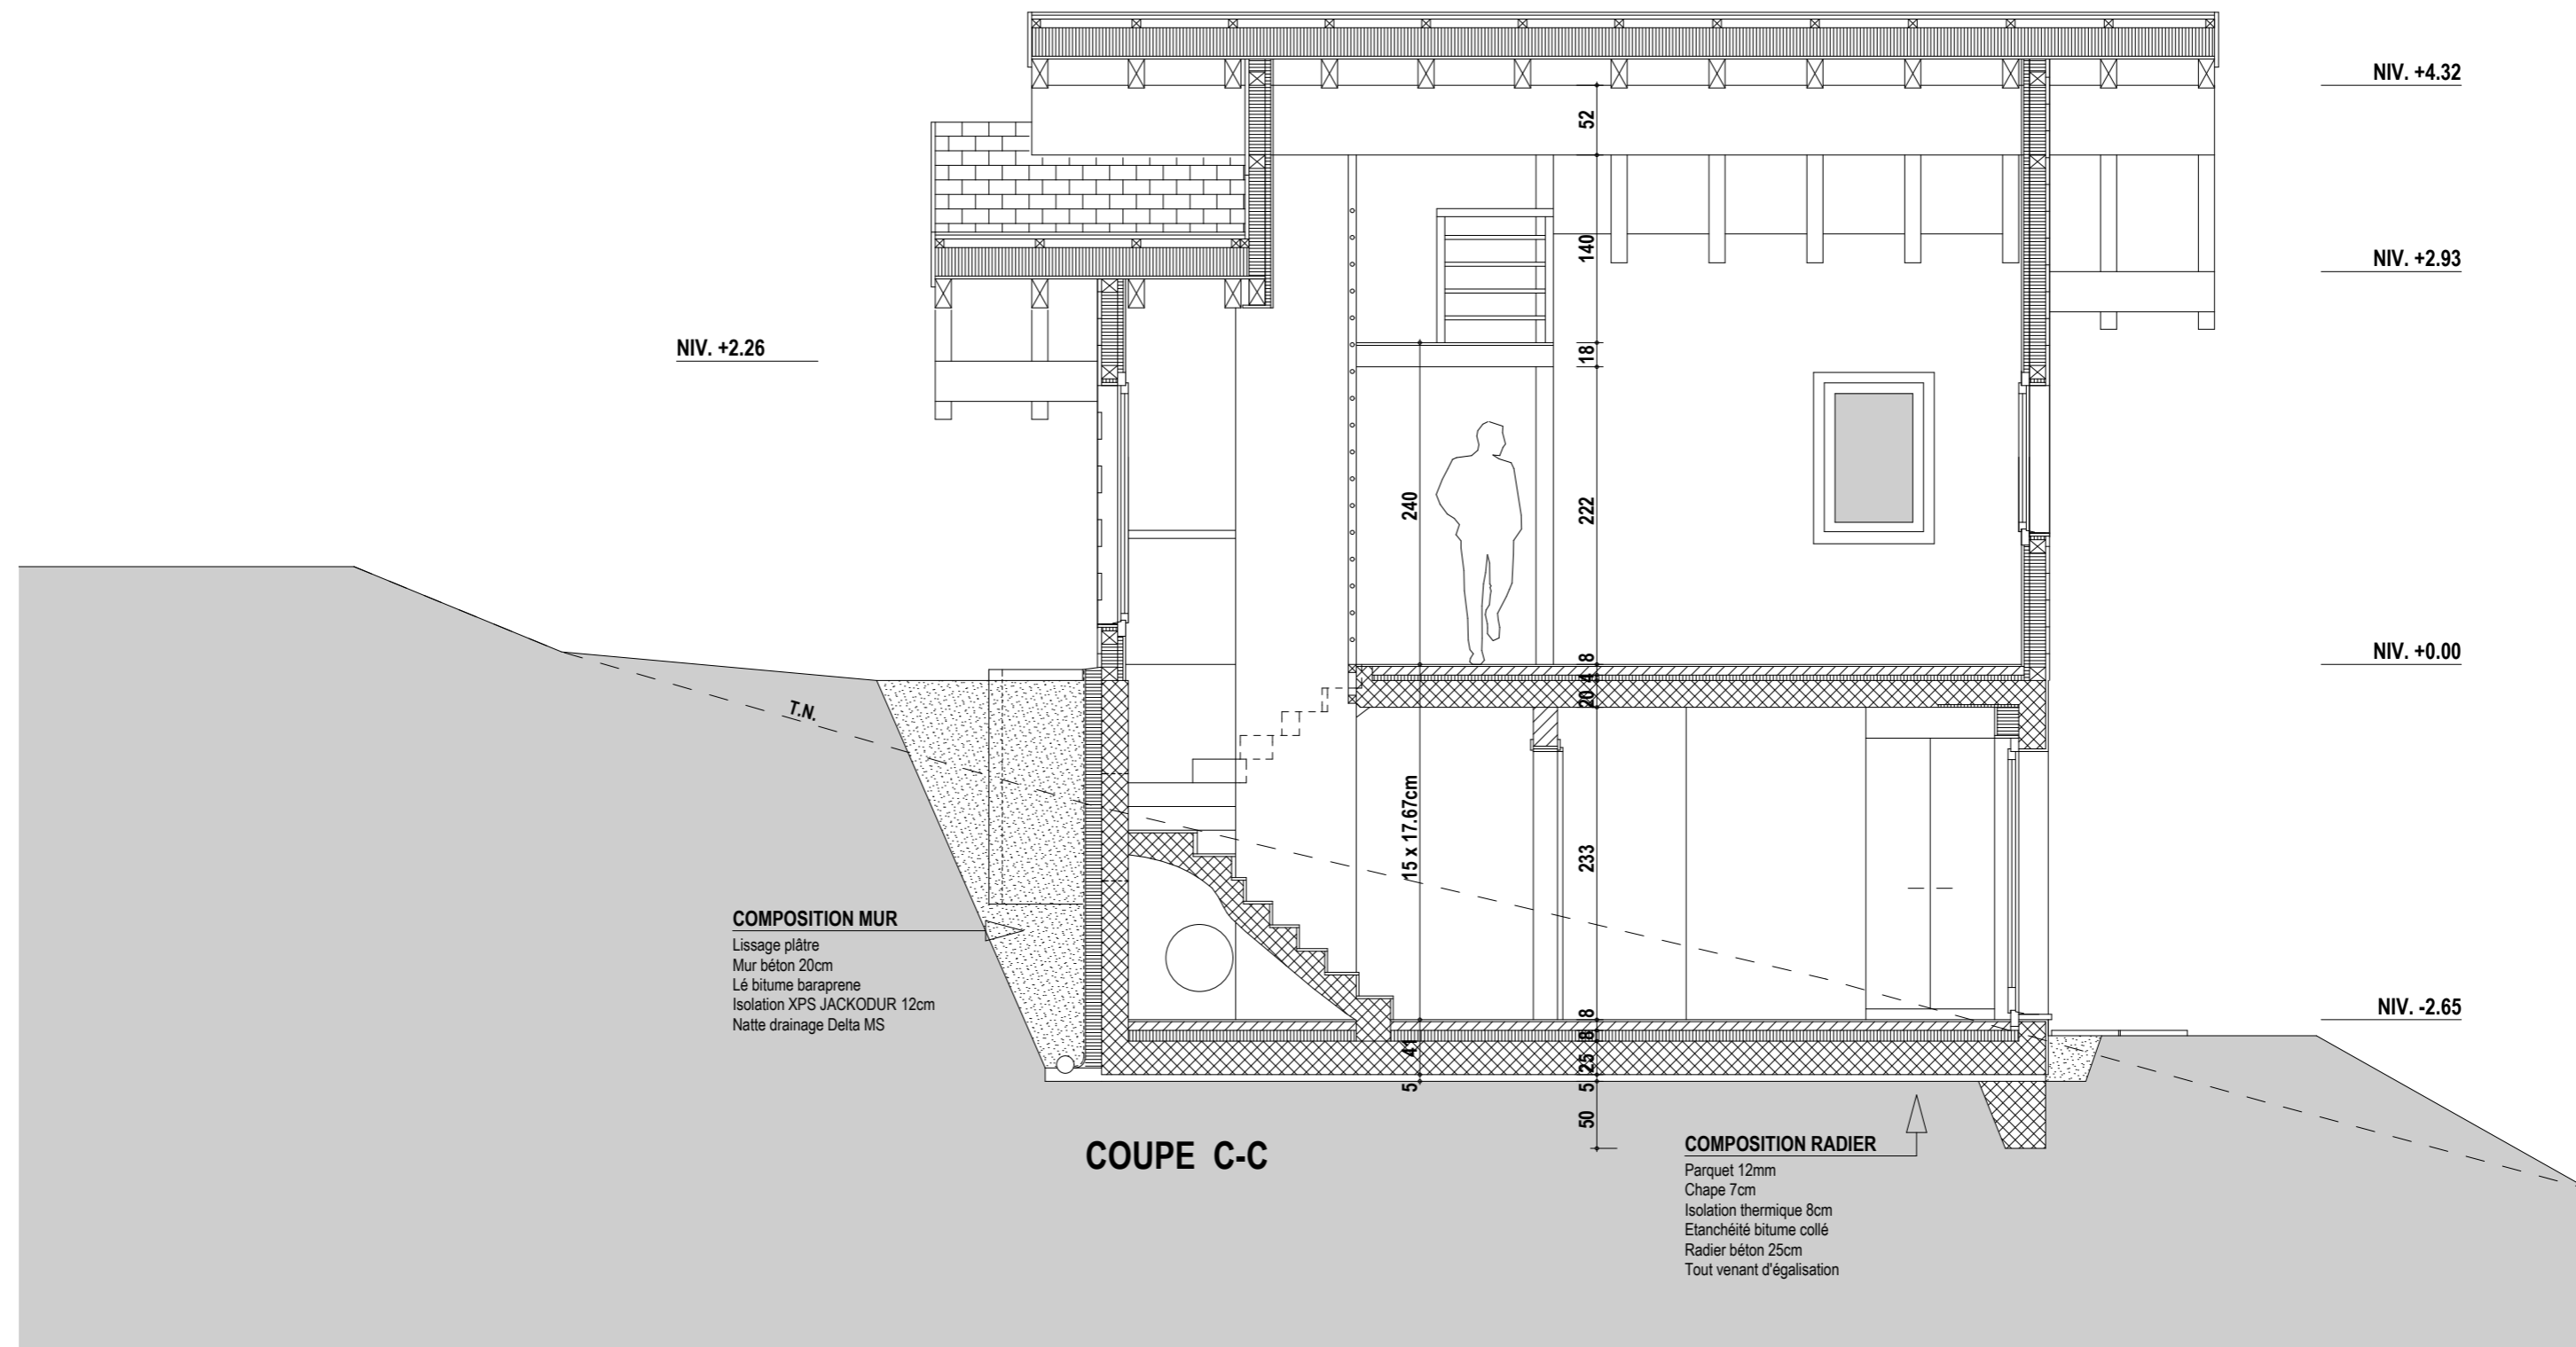 NIV. +4.32
52
NIV. +2.93
140
NIV. +2.26
18
240
222
NIV. +0.00
8
4
20
T.N.
15 x 17.67cm
233
COMPOSITION MUR
Lissage plâtre
Mur béton 20cm
Lé bitume baraprene
Isolation XPS JACKODUR 12cm
Natte drainage Delta MS
NIV. -2.65
8
41
8
25
5
5
50
COUPE C-C
COMPOSITION RADIER
Parquet 12mm
Chape 7cm
Isolation thermique 8cm
Etanchéité bitume collé
Radier béton 25cm
Tout venant d'égalisation